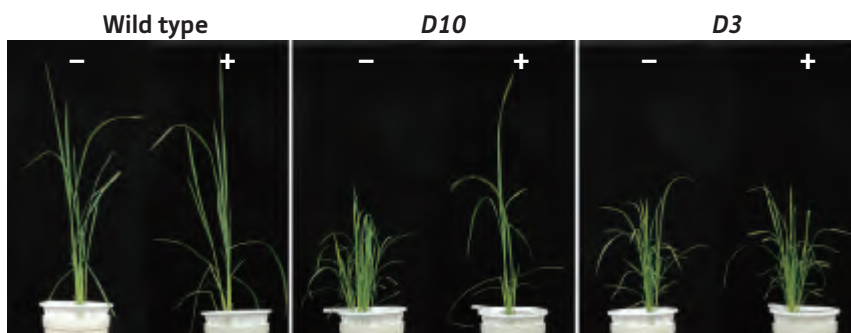 Wild type D10 D3
– + – + – +